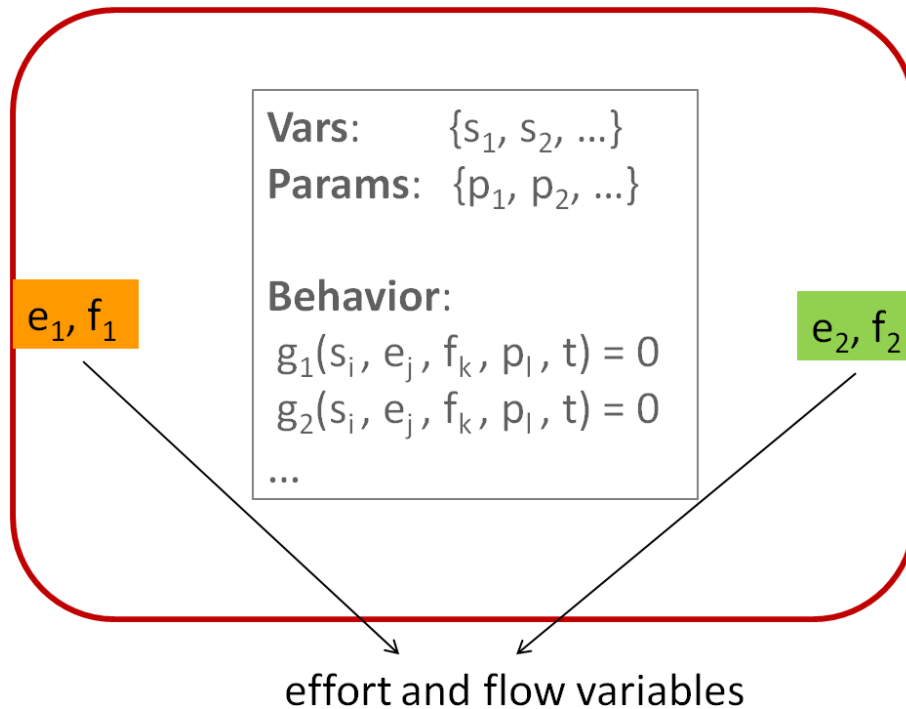 Vars: {s₁, s₂, ...}
Params: {p₁, p₂, ...}
Behavior:
g₁(sᵢ, eⱼ, fₖ, pₗ, t) = 0
g₂(sᵢ, eⱼ, fₖ, pₗ, t) = 0
...
e₁, f₁
e₂, f₂
effort and flow variables